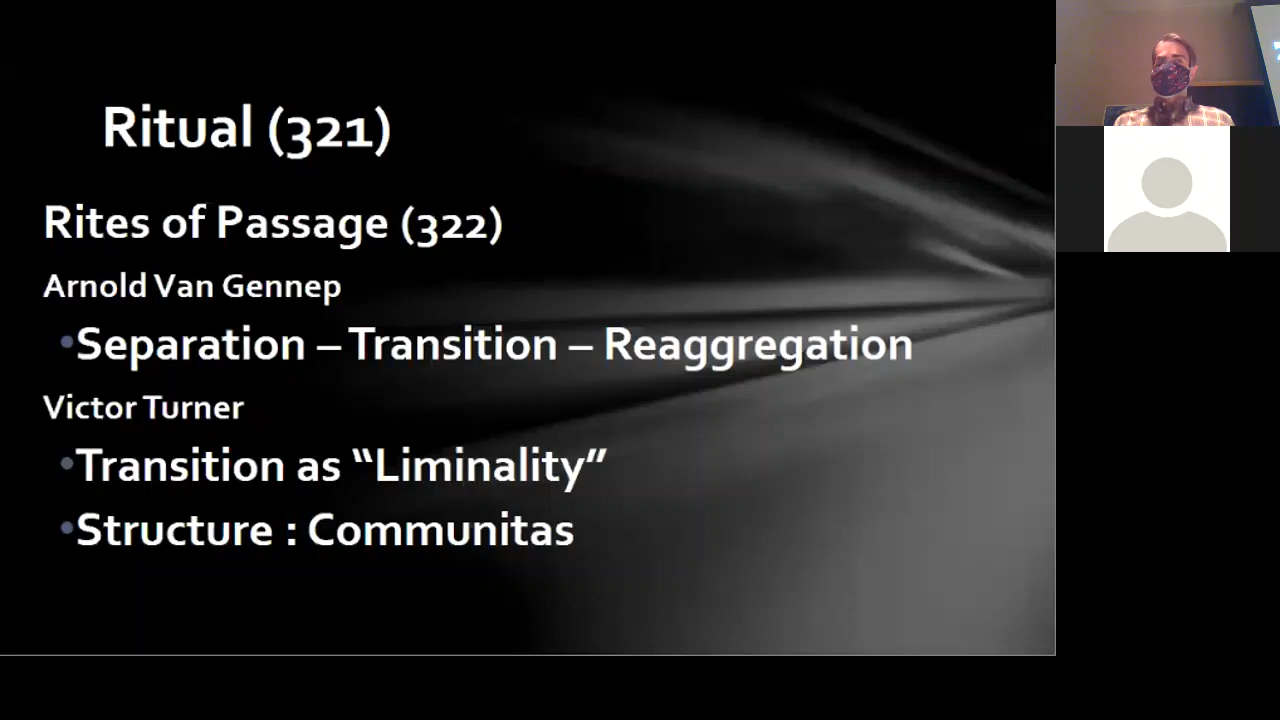 Ritual (321)
Rites of Passage (322)
Arnold Van Gennep
•Separation – Transition – Reaggregation
Victor Turner
•Transition as “Liminality”
•Structure : Communitas